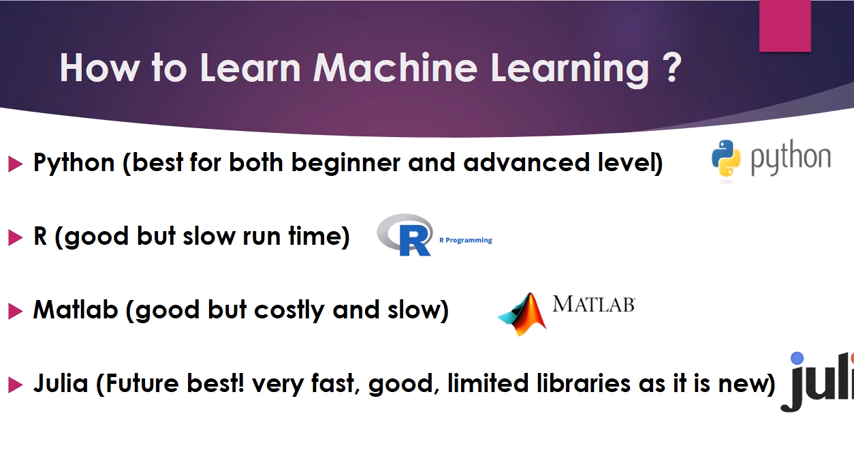 How to Learn Machine Learning ?
Python (best for both beginner and advanced level)
python
R (good but slow run time)
R
R Programming
Matlab (good but costly and slow)
MATLAB
Julia (Future best! very fast, good, limited libraries as it is new)
juli